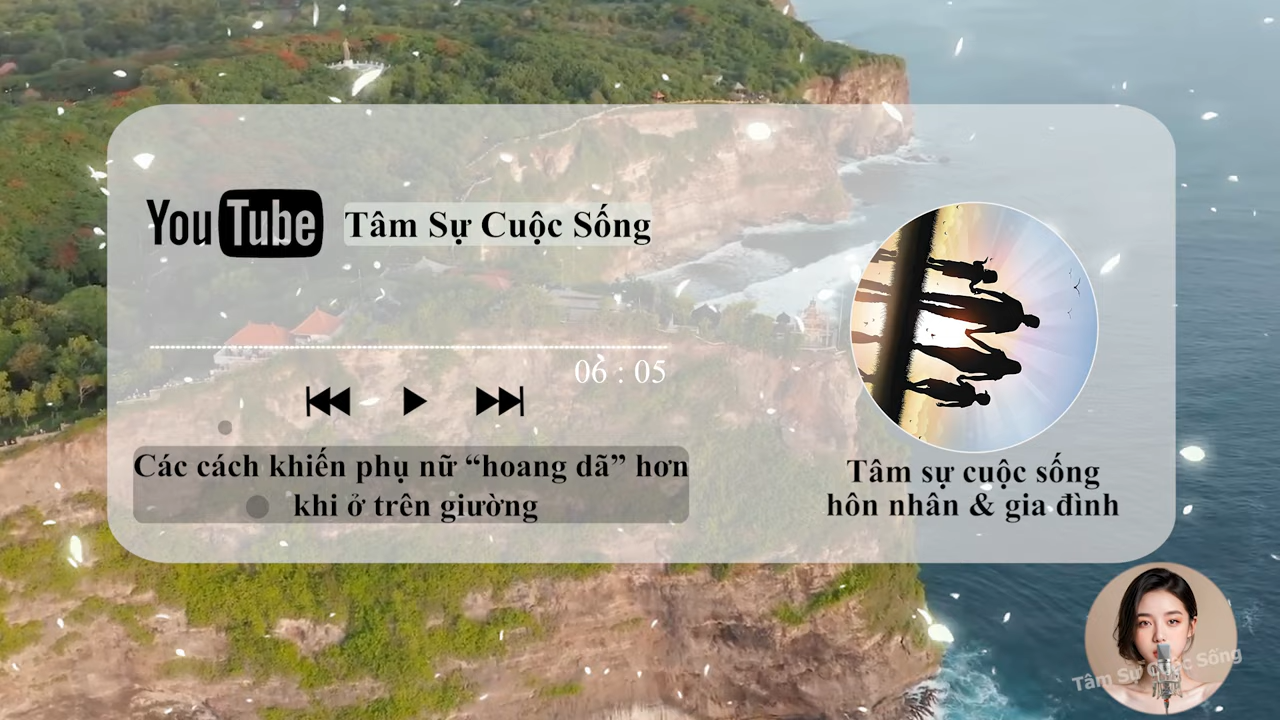 YouTube
Tâm Sự Cuộc Sống
06 : 05
Các cách khiến phụ nữ “hoang dã” hơn
khi ở trên giường
Tâm sự cuộc sống
hôn nhân & gia đình
Tâm Sự Cuộc Sống